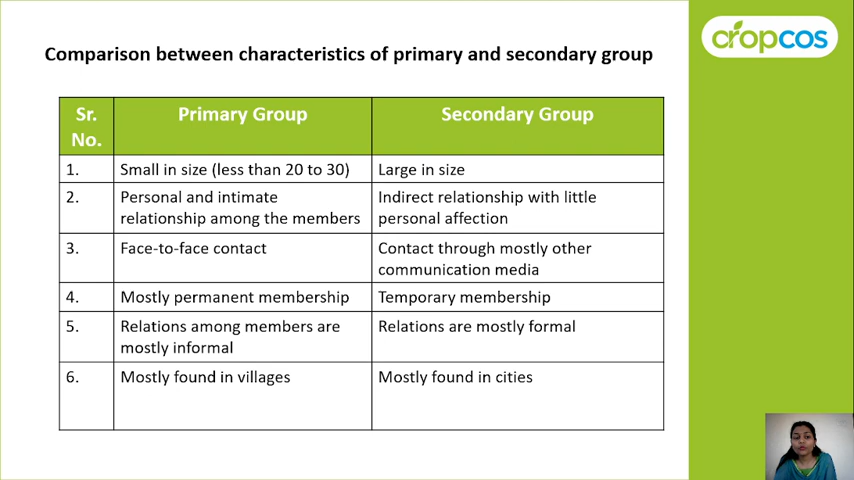 cropcos
Comparison between characteristics of primary and secondary group
Sr.
No.
Primary Group
Secondary Group
1.
Small in size (less than 20 to 30)
Large in size
2.
Personal and intimate
relationship among the members
Indirect relationship with little
personal affection
3.
Face-to-face contact
Contact through mostly other
communication media
4.
Mostly permanent membership
Temporary membership
5.
Relations among members are
mostly informal
Relations are mostly formal
6.
Mostly found in villages
Mostly found in cities